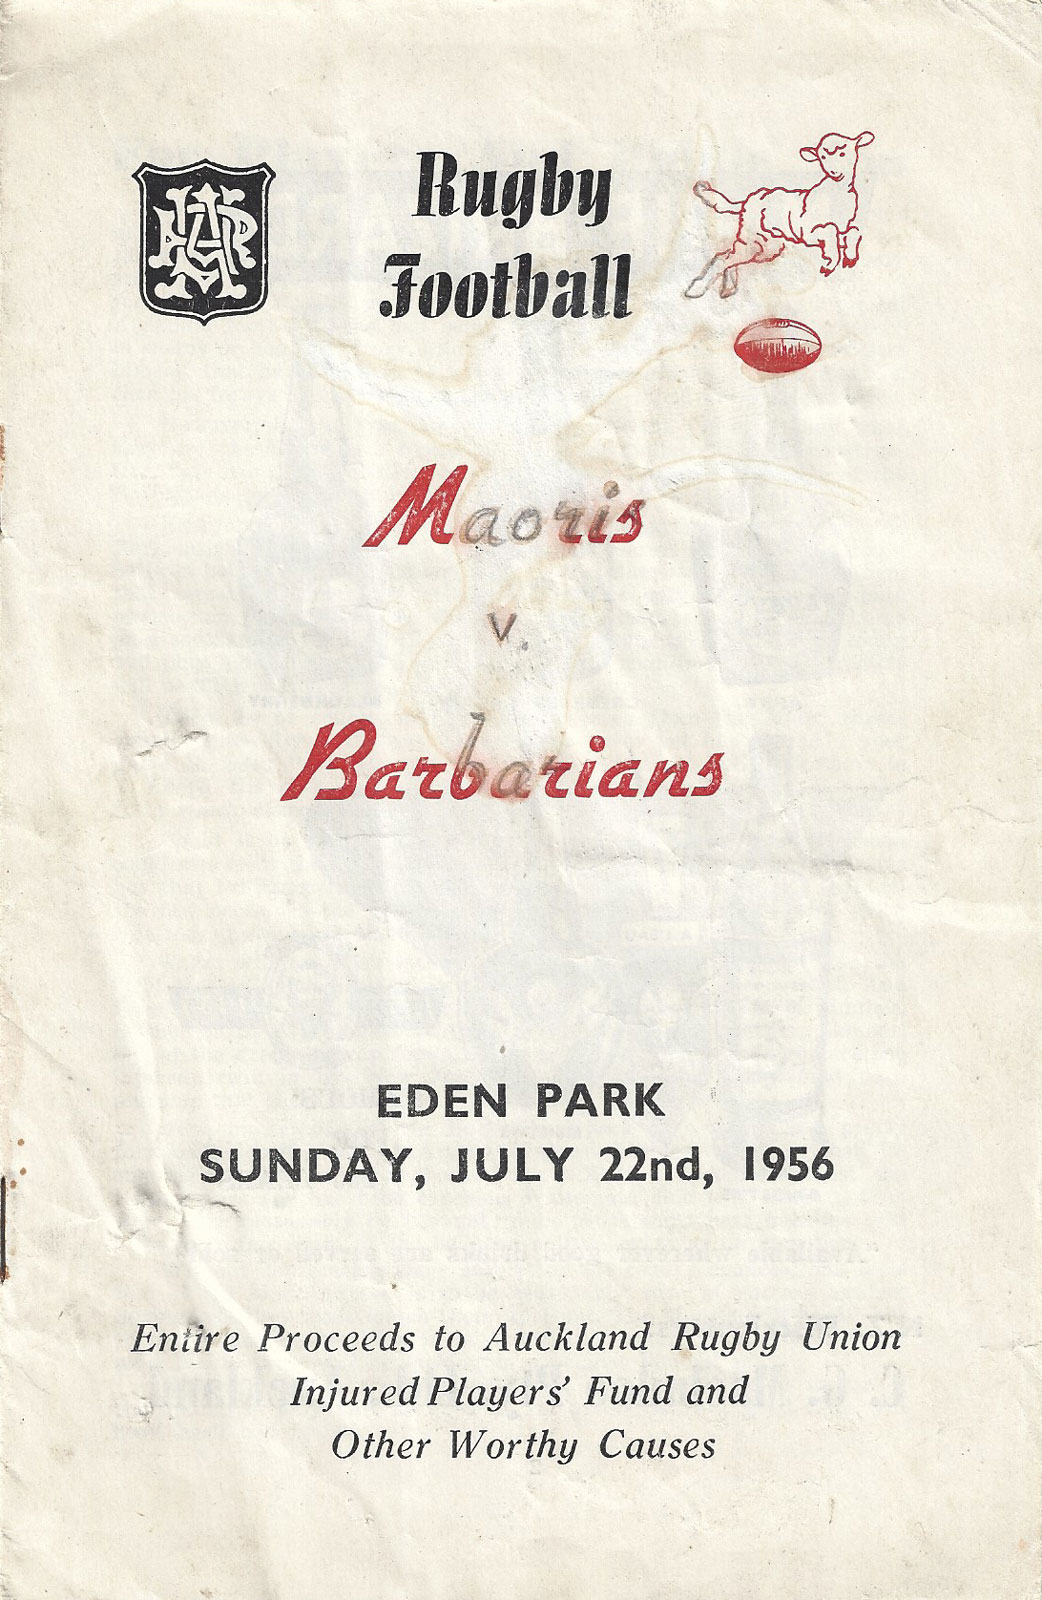 Rugby
Football
Maoris
v.
Barbarians
EDEN PARK
SUNDAY, JULY 22nd, 1956
Entire Proceeds to Auckland Rugby Union
Injured Players' Fund and
Other Worthy Causes